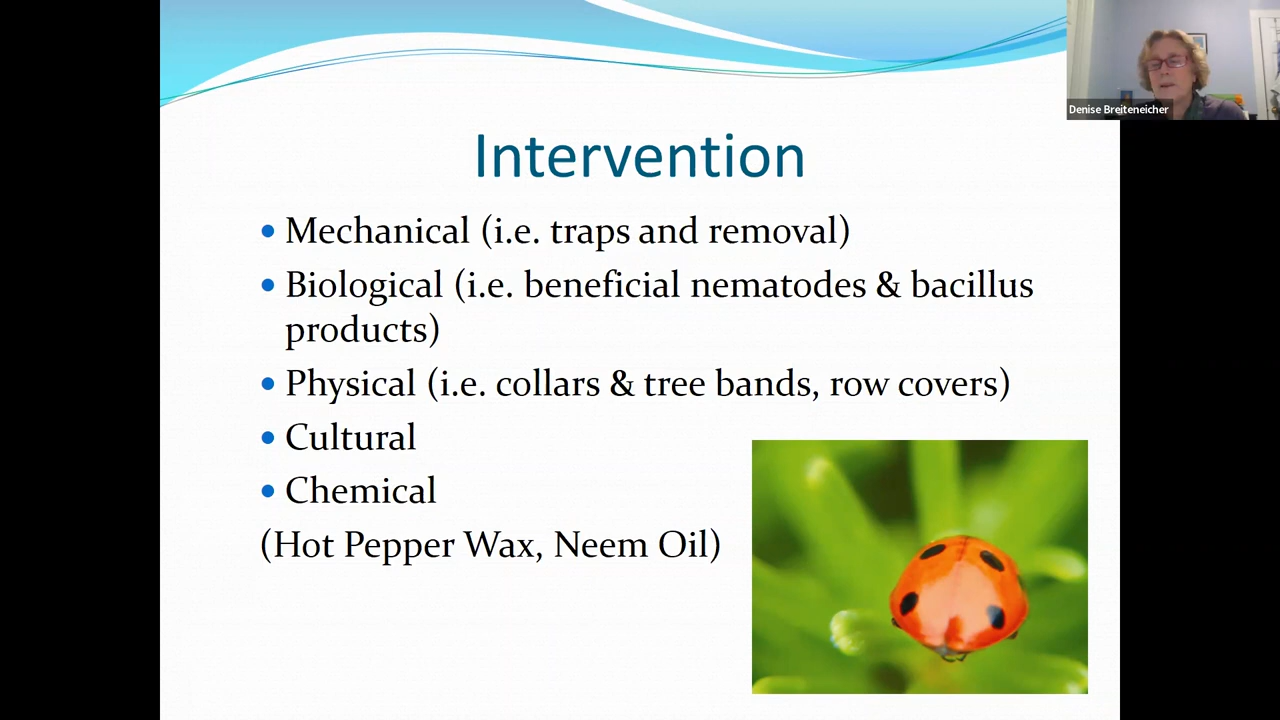 Denise Breiteneicher
Intervention
• Mechanical (i.e. traps and removal)
• Biological (i.e. beneficial nematodes & bacillus
products)
• Physical (i.e. collars & tree bands, row covers)
• Cultural
• Chemical
(Hot Pepper Wax, Neem Oil)